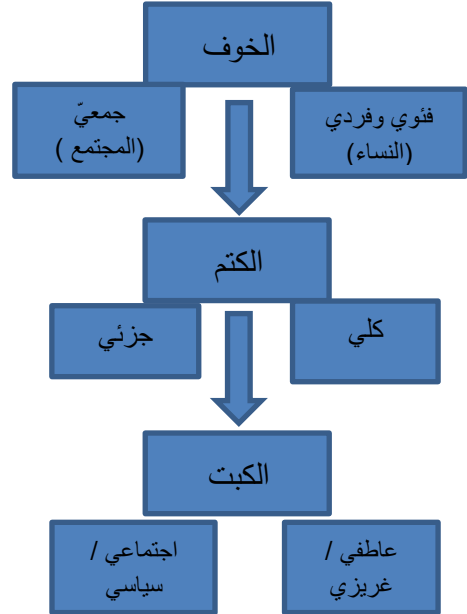 الخوف
فئوي وفردي
(النساء)
جمعيّ
(المجتمع )
الكتم
كلي
جزئي
الكبت
عاطفي /
غريزي
اجتماعي /
سياسي